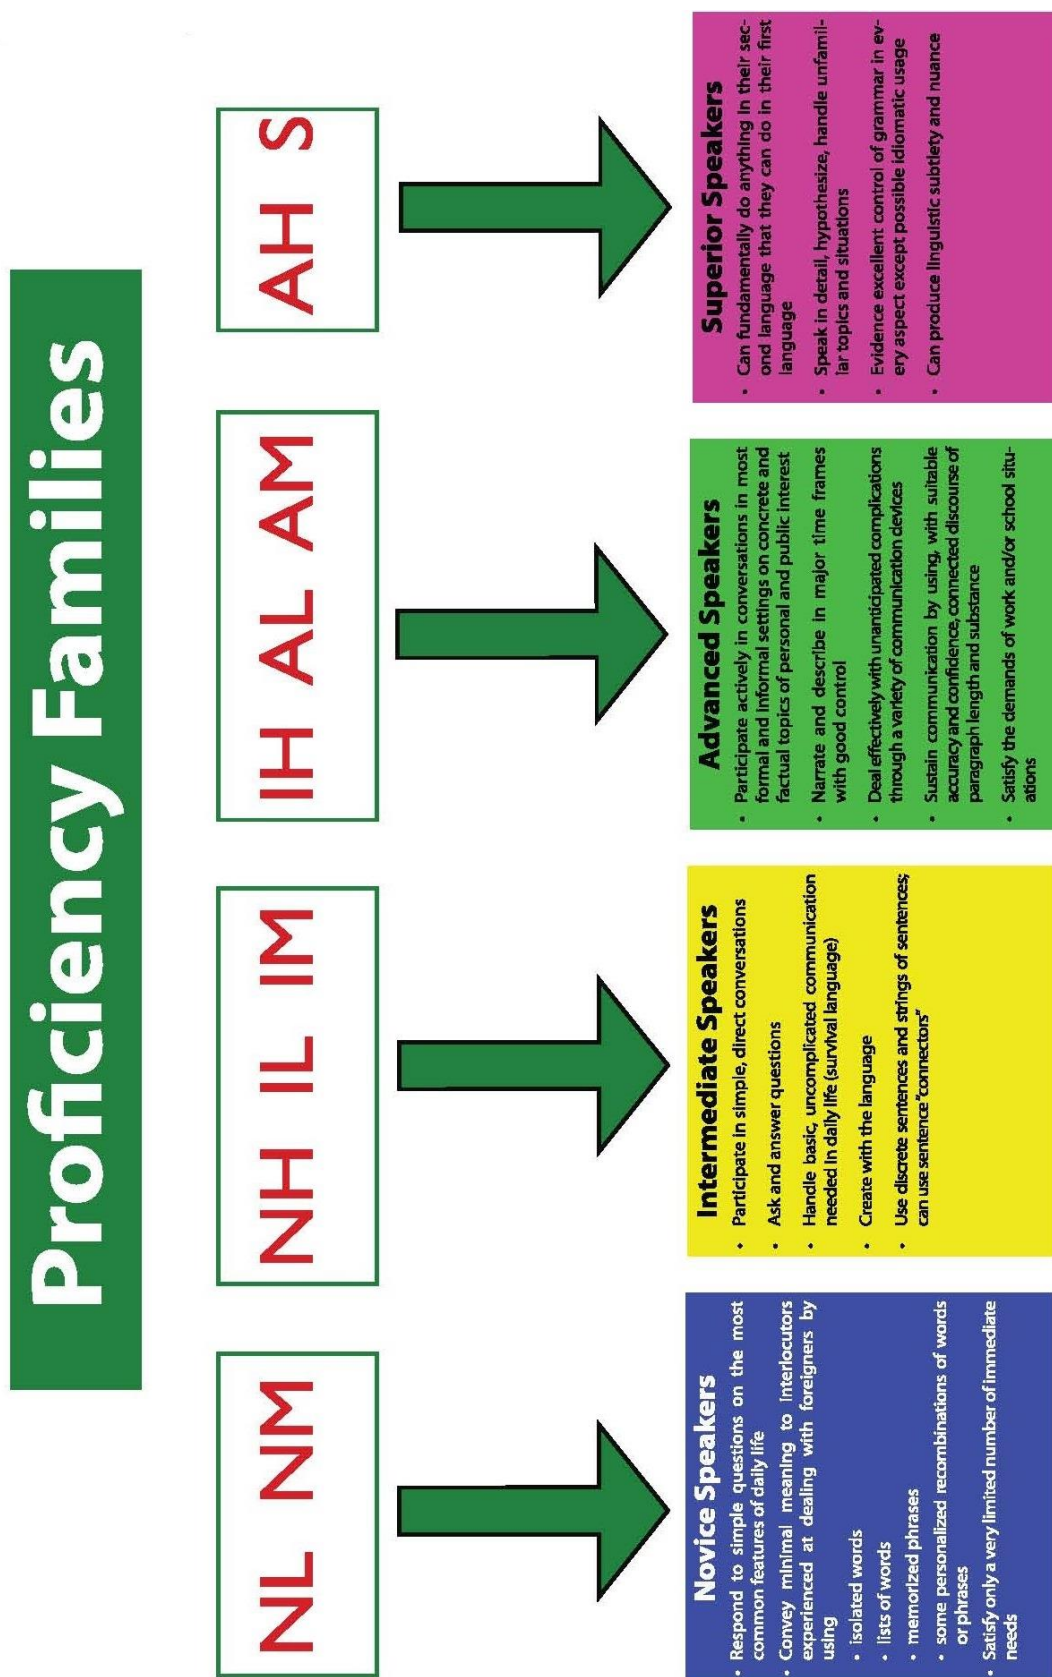 Proficiency Families
NL NM
NH IL IM
IH AL AM
AH S
Novice Speakers
• Respond to simple questions on the most
common features of daily life
• Convey minimal meaning to interlocutors
experienced at dealing with foreigners by
using
• isolated words
• lists of words
• memorized phrases
• some personalized recombinations of words
or phrases
• Satisfy only a very limited number of immediate
needs
Intermediate Speakers
• Participate in simple, direct conversations
• Ask and answer questions
• Handle basic, uncomplicated communication
needed in daily life (survival language)
• Create with the language
• Use discrete sentences and strings of sentences;
can use sentence "connectors"
Advanced Speakers
• Participate actively in conversations in most
formal and informal settings on concrete and
factual topics of personal and public interest
• Narrate and describe in major time frames
with good control
• Deal effectively with unanticipated complications
through a variety of communication devices
• Sustain communication by using, with suitable
accuracy and confidence, connected discourse of
paragraph length and substance
• Satisfy the demands of work and/or school situ-
ations
Superior Speakers
• Can fundamentally do anything in their sec-
ond language that they can do in their first
language
• Speak in detail, hypothesize, handle unfamil-
iar topics and situations
• Evidence excellent control of grammar in ev-
ery aspect except possible idiomatic usage
• Can produce linguistic subtlety and nuance